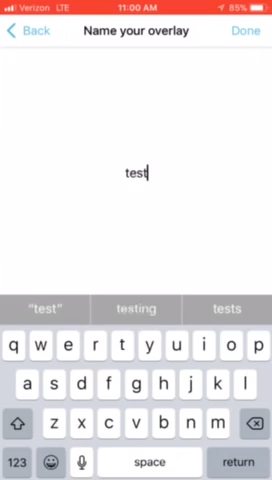 Verizon LTE 11:00 AM 85%
Back Name your overlay Done
test
"test" testing tests
q w e r t y u i o p
a s d f g h j k l
z x c v b n m
123 space return